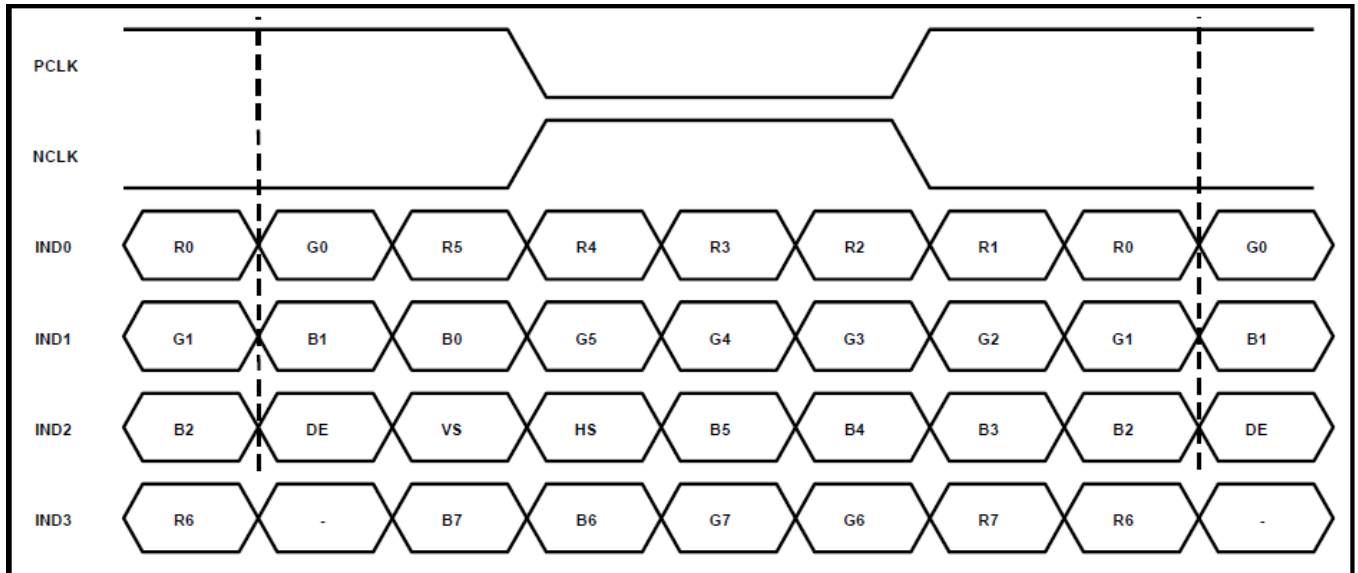 PCLK
NCLK
IND0 R0 G0 R5 R4 R3 R2 R1 R0 G0
IND1 G1 B1 B0 G5 G4 G3 G2 G1 B1
IND2 B2 DE VS HS B5 B4 B3 B2 DE
IND3 R6 - B7 B6 G7 G6 R7 R6 -